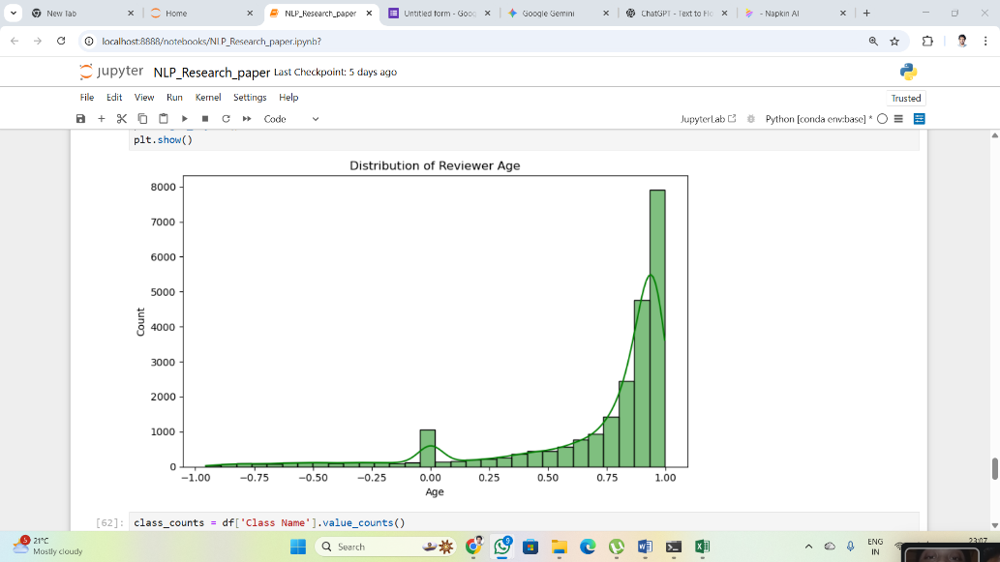 New Tab
Home
NLP_Research_paper
Untitled form - Goog
Google Gemini
ChatGPT - Text to Flo
- Napkin AI
localhost:8888/notebooks/NLP_Research_paper.ipynb?
jupyter NLP_Research_paper Last Checkpoint: 5 days ago
File Edit View Run Kernel Settings Help
Trusted
Code
JupyterLab
Python [conda env:base] *
plt.show()
Distribution of Reviewer Age
8000
7000
6000
5000
4000
3000
2000
1000
0
Count
−1.00 −0.75 −0.50 −0.25 0.00 0.25 0.50 0.75 1.00
Age
[62]: class_counts = df['Class Name'].value_counts()
5
21°C
Mostly cloudy
Search
9
ENG
IN
23:07